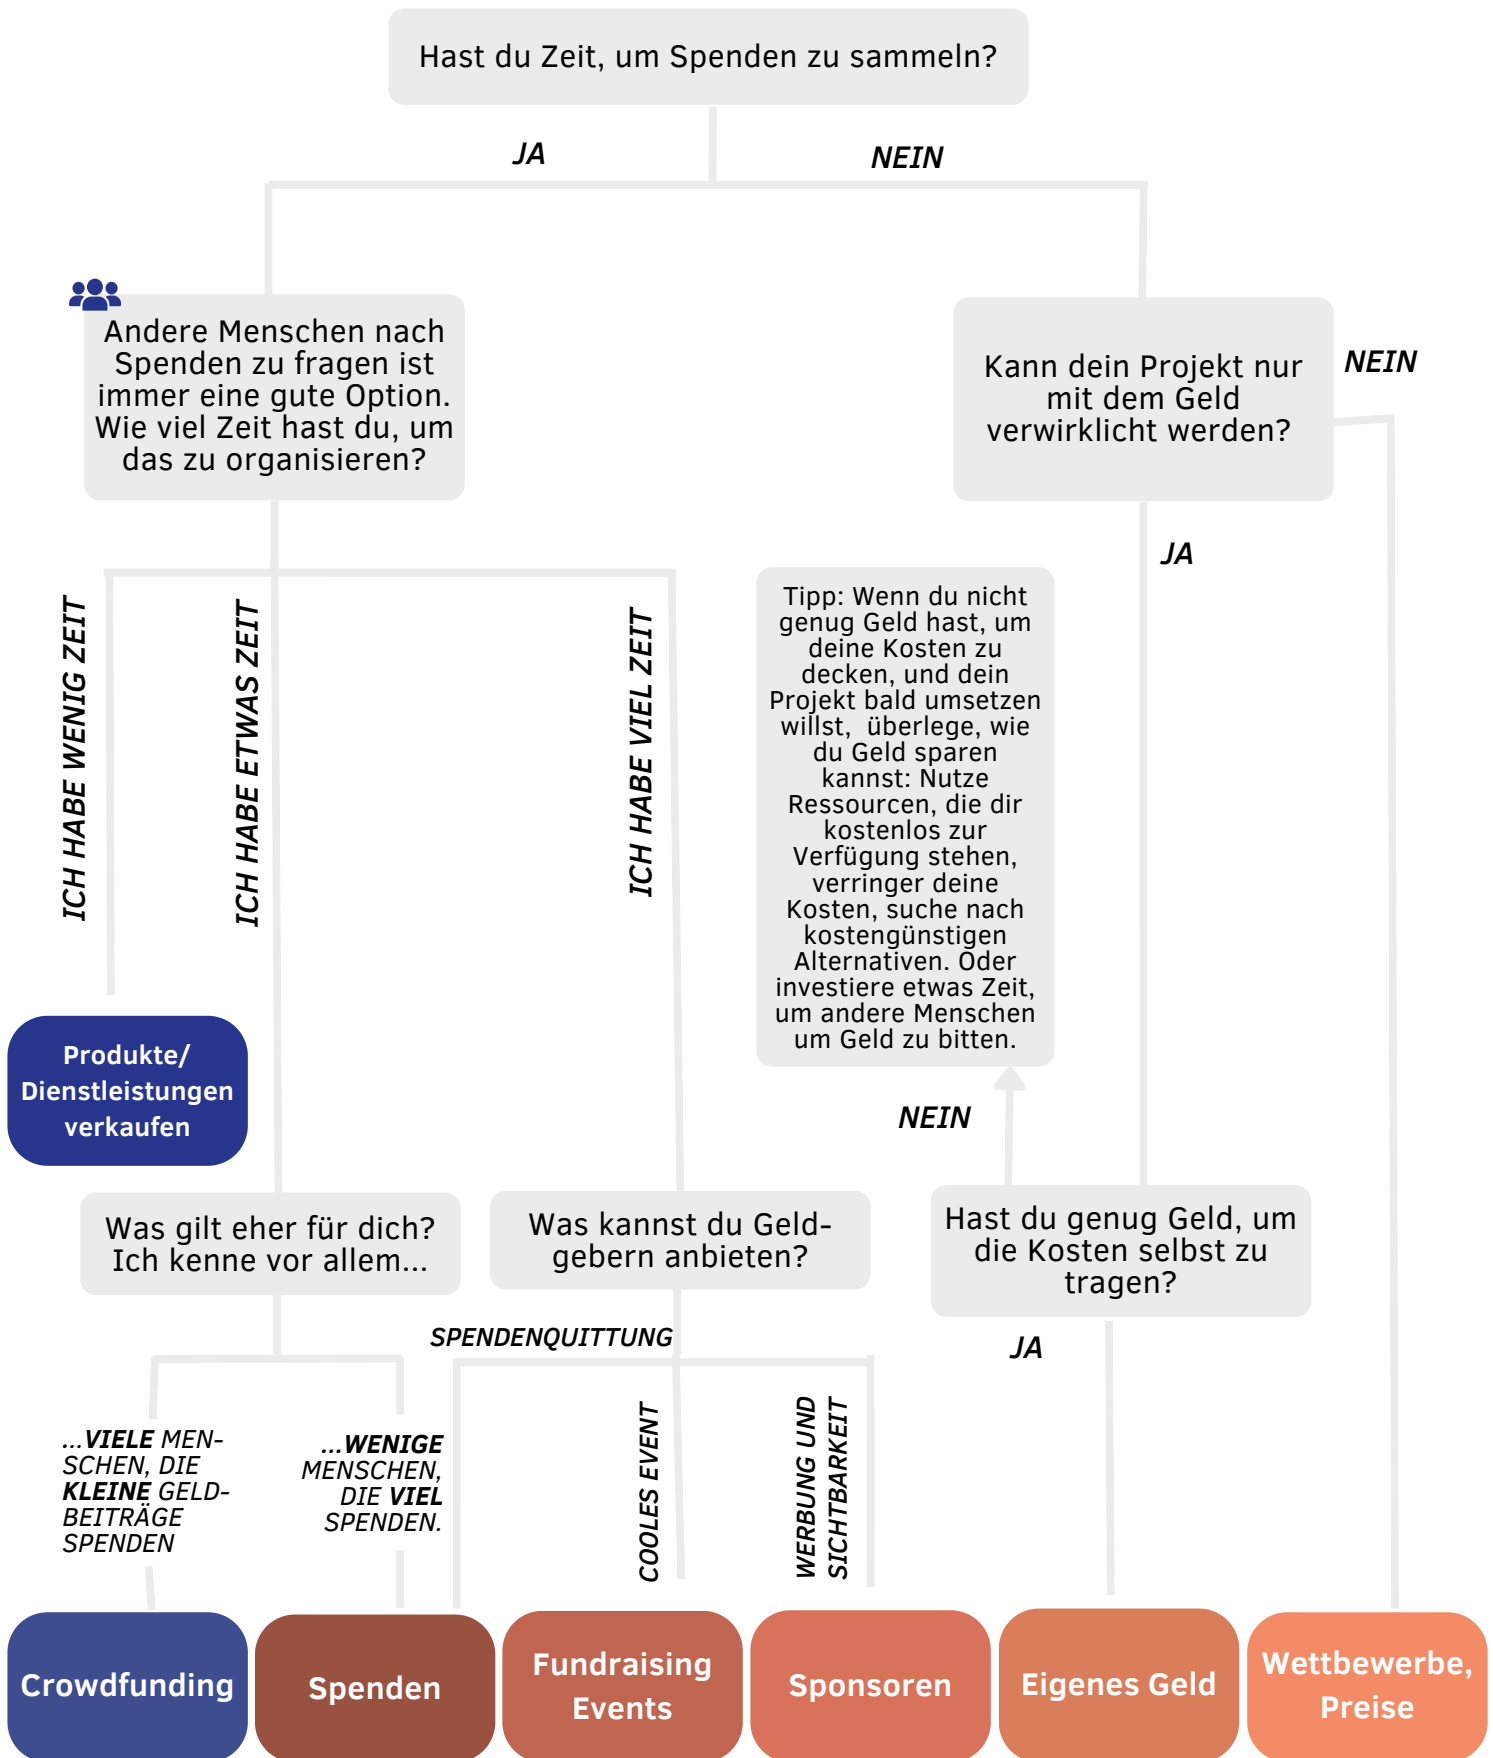 Hast du Zeit, um Spenden zu sammeln?
JA
NEIN
Andere Menschen nach
Spenden zu fragen ist
immer eine gute Option.
Wie viel Zeit hast du, um
das zu organisieren?
Kann dein Projekt nur
mit dem Geld
verwirklicht werden?
NEIN
JA
ICH HABE WENIG ZEIT
ICH HABE ETWAS ZEIT
ICH HABE VIEL ZEIT
Tipp: Wenn du nicht
genug Geld hast, um
deine Kosten zu
decken, und dein
Projekt bald umsetzen
willst, überlege, wie
du Geld sparen
kannst: Nutze
Ressourcen, die dir
kostenlos zur
Verfügung stehen,
verringer deine
Kosten, suche nach
kostengünstigen
Alternativen. Oder
investiere etwas Zeit,
um andere Menschen
um Geld zu bitten.
Produkte/
Dienstleistungen
verkaufen
NEIN
Was gilt eher für dich?
Ich kenne vor allem...
Was kannst du Geld-
gebern anbieten?
Hast du genug Geld, um
die Kosten selbst zu
tragen?
SPENDENQUITTUNG
JA
...VIELE MEN-
SCHEN, DIE
KLEINE GELD-
BEITRÄGE
SPENDEN
...WENIGE
MENSCHEN,
DIE VIEL
SPENDEN.
COOLES EVENT
WERBUNG UND
SICHTBARKEIT
Crowdfunding
Spenden
Fundraising
Events
Sponsoren
Eigenes Geld
Wettbewerbe,
Preise